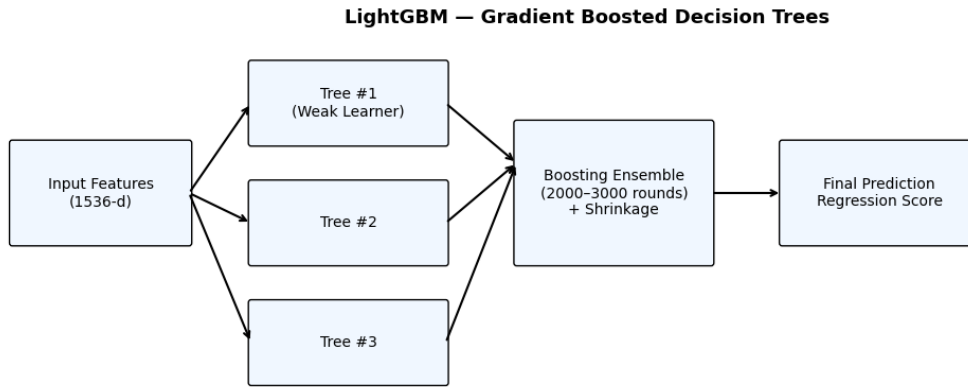 LightGBM — Gradient Boosted Decision Trees
Input Features
(1536-d)
Tree #1
(Weak Learner)
Tree #2
Tree #3
Boosting Ensemble
(2000–3000 rounds)
+ Shrinkage
Final Prediction
Regression Score